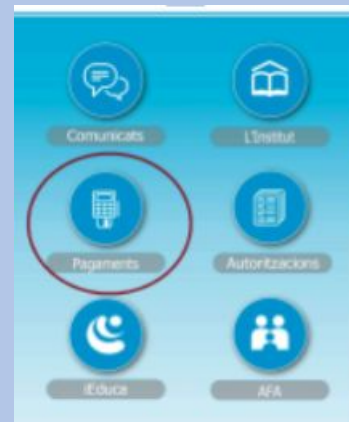 Comunicats
L'Institut
Pagaments
Autoritzacions
iEduca
AFA